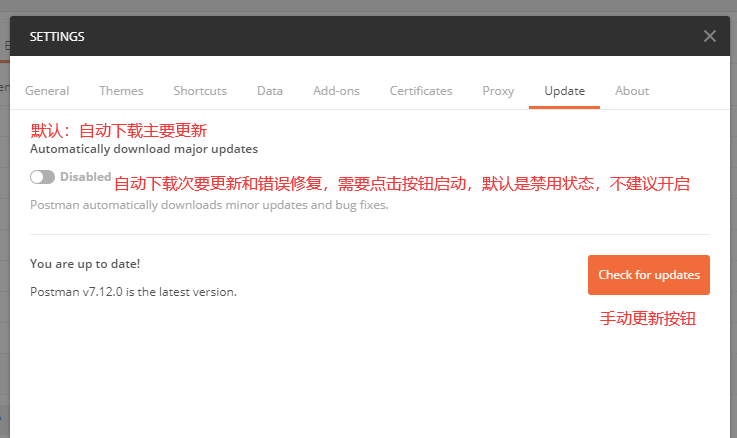 SETTINGS
General Themes Shortcuts Data Add-ons Certificates Proxy Update About
默认：自动下载主要更新
Automatically download major updates
Disabled 自动下载次要更新和错误修复，需要点击按钮启动，默认是禁用状态，不建议开启
Postman automatically downloads minor updates and bug fixes.
You are up to date!
Check for updates
Postman v7.12.0 is the latest version.
手动更新按钮